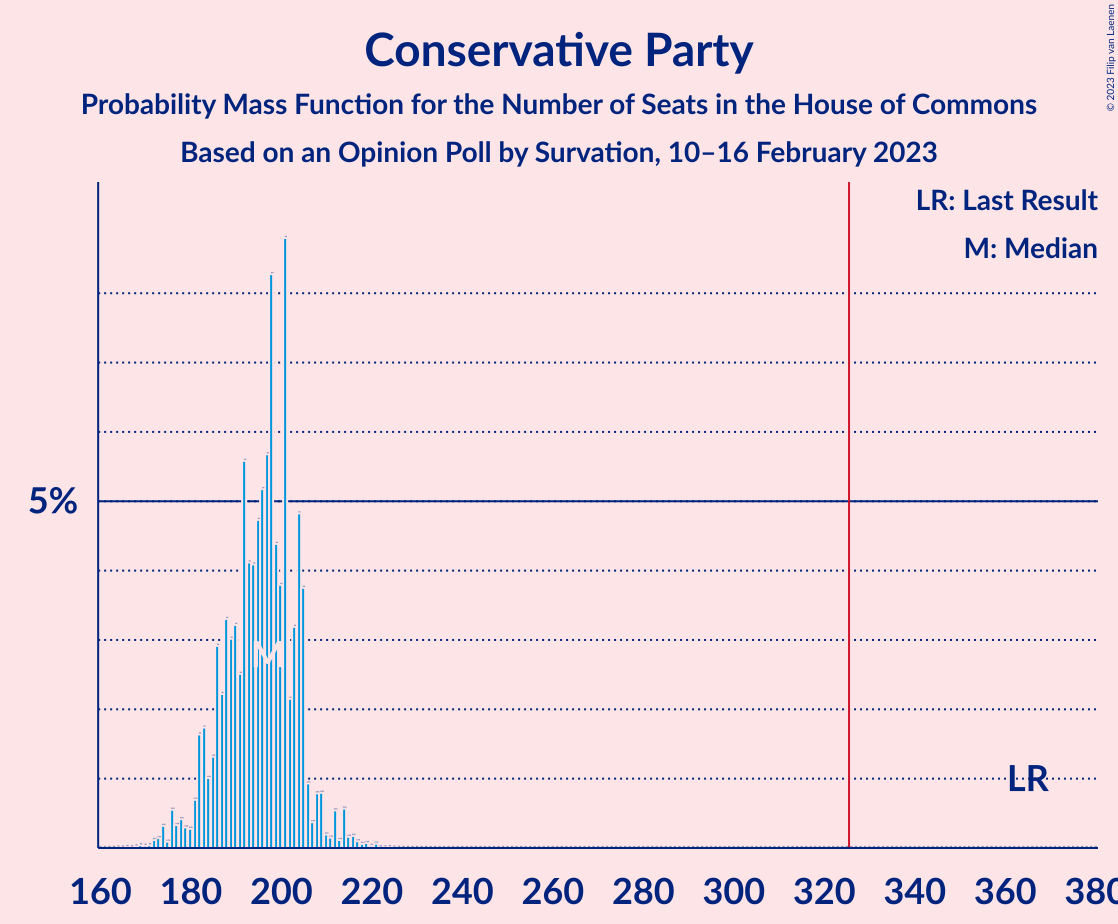 Conservative Party
Probability Mass Function for the Number of Seats in the House of Commons
Based on an Opinion Poll by Survation, 10–16 February 2023
© 2023 Filip van Laenen
LR: Last Result
M: Median
5%
M
LR
160 180 200 220 240 260 280 300 320 340 360 380